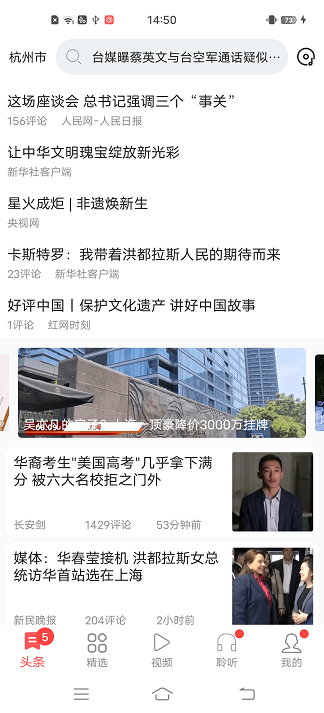 14:50
73
杭州市
台媒曝蔡英文与台空军通话疑似…
这场座谈会 总书记强调三个“事关”
156评论 人民网-人民日报
让中华文明瑰宝绽放新光彩
新华社客户端
星火成炬 | 非遗焕新生
央视网
卡斯特罗：我带着洪都拉斯人民的期待而来
23评论 新华社客户端
好评中国丨保护文化遗产 讲好中国故事
1评论 红网时刻
顶豪降价3000万挂牌
华裔考生"美国高考"几乎拿下满
分 被六大名校拒之门外
长安剑 1429评论 53分钟前
媒体：华春莹接机 洪都拉斯女总
统访华首站选在上海
新民晚报 204评论 2小时前
5
头条 精选 视频 聆听 我的